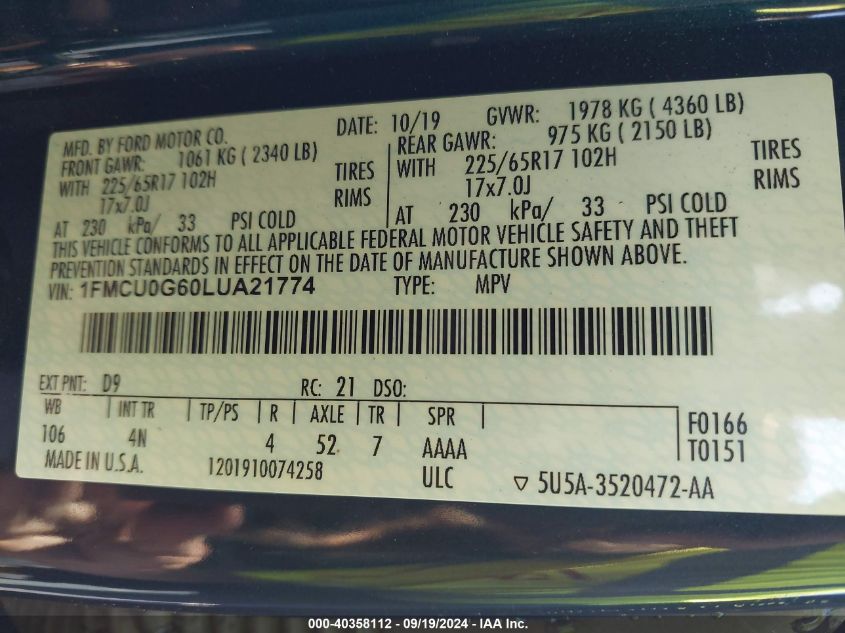 MFD. BY FORD MOTOR CO.
DATE: 10/19 GVWR: 1978 KG ( 4360 LB)
FRONT GAWR: 1061 KG ( 2340 LB)
WITH 225/65R17 102H TIRES
17x7.0J RIMS
AT 230 kPa/ 33 PSI COLD
REAR GAWR: 975 KG ( 2150 LB)
WITH 225/65R17 102H TIRES
17x7.0J RIMS
AT 230 kPa/ 33 PSI COLD
THIS VEHICLE CONFORMS TO ALL APPLICABLE FEDERAL MOTOR VEHICLE SAFETY AND THEFT
PREVENTION STANDARDS IN EFFECT ON THE DATE OF MANUFACTURE SHOWN ABOVE.
VIN: 1FMCU0G60LUA21774 TYPE: MPV
EXT PNT: D9 RC: 21 DSO:
WB | INT TR | TP/PS | R | AXLE | TR | SPR | F0166
106 4N 4 52 7 AAAA T0151
MADE IN U.S.A. 1201910074258 ULC ▽ 5U5A-3520472-AA
000-40358112 - 09/19/2024 - IAA Inc.